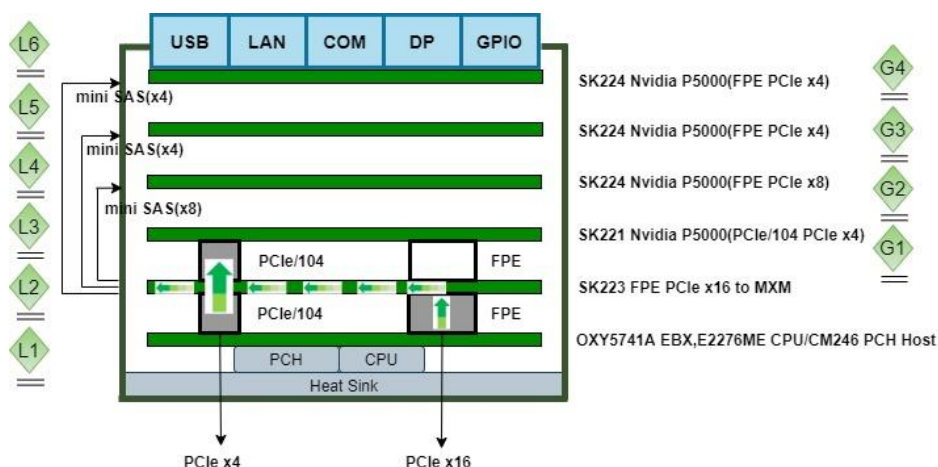 USB LAN COM DP GPIO
L6
L5
L4
L3
L2
L1
mini SAS(x4)
mini SAS(x4)
mini SAS(x8)
SK224 Nvidia P5000(FPE PCIe x4)
SK224 Nvidia P5000(FPE PCIe x4)
SK224 Nvidia P5000(FPE PCIe x8)
SK221 Nvidia P5000(PCIe/104 PCIe x4)
SK223 FPE PCIe x16 to MXM
OXY5741A EBX,E2276ME CPU/CM246 PCH Host
G4
G3
G2
G1
PCIe/104 FPE
PCIe/104 FPE
PCH CPU
Heat Sink
PCIe x4 PCIe x16